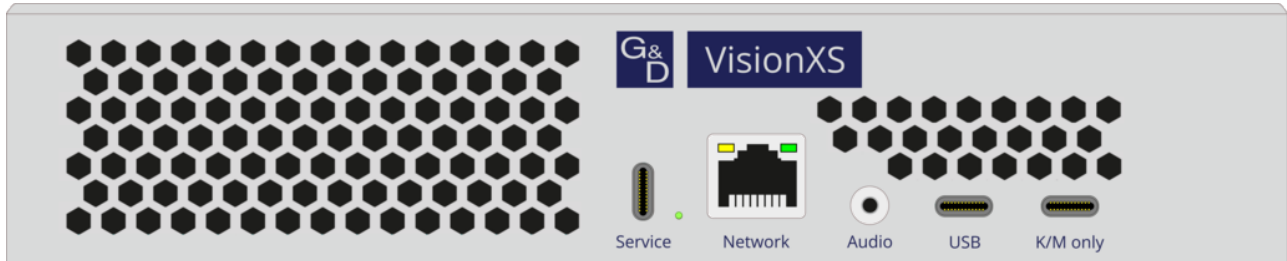 G&D
VisionXS
Service
Network
Audio
USB
K/M only